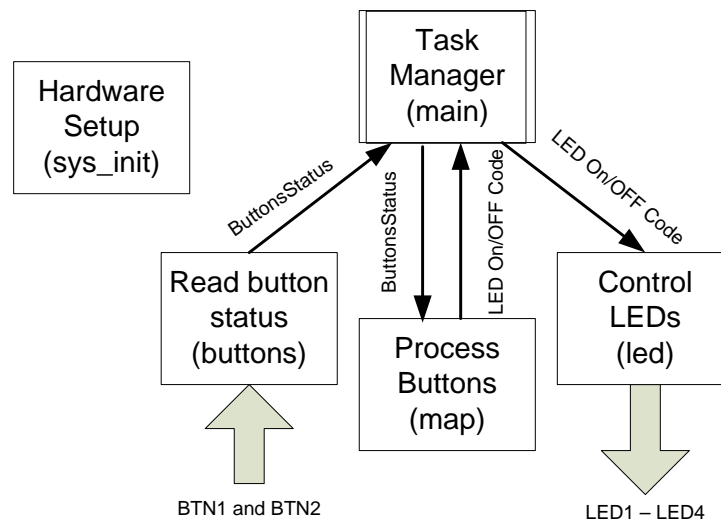 Task
Manager
(main)
Hardware
Setup
(sys_init)
ButtonsStatus
ButtonsStatus
LED On/OFF Code
LED On/OFF Code
Read button
status
(buttons)
Process
Buttons
(map)
Control
LEDs
(led)
BTN1 and BTN2
LED1 – LED4